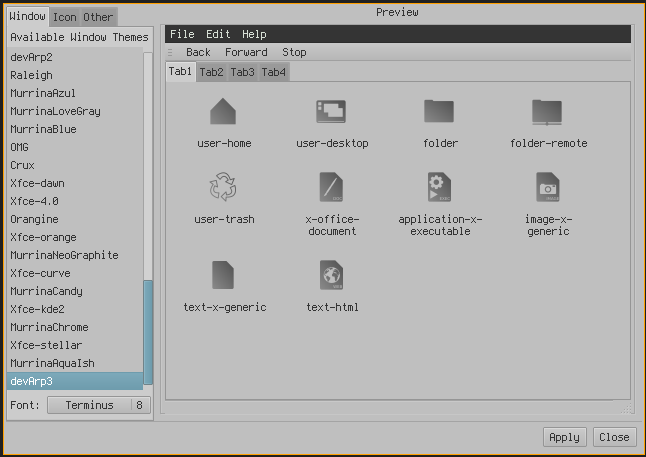 Window Icon Other
Preview
Available Window Themes
devArp2
Raleigh
MurrinaAzul
MurrinaLoveGray
MurrinaBlue
OMG
Crux
Xfce-dawn
Xfce-4.0
Orangine
Xfce-orange
MurrinaNeoGraphite
Xfce-curve
MurrinaCandy
Xfce-kde2
MurrinaChrome
Xfce-stellar
MurrinaAquaIsh
devArp3
Font: Terminus 8
File Edit Help
Back Forward Stop
Tab1 Tab2 Tab3 Tab4
user-home user-desktop folder folder-remote
user-trash x-office- application-x- image-x-
document executable generic
text-x-generic text-html
Apply Close